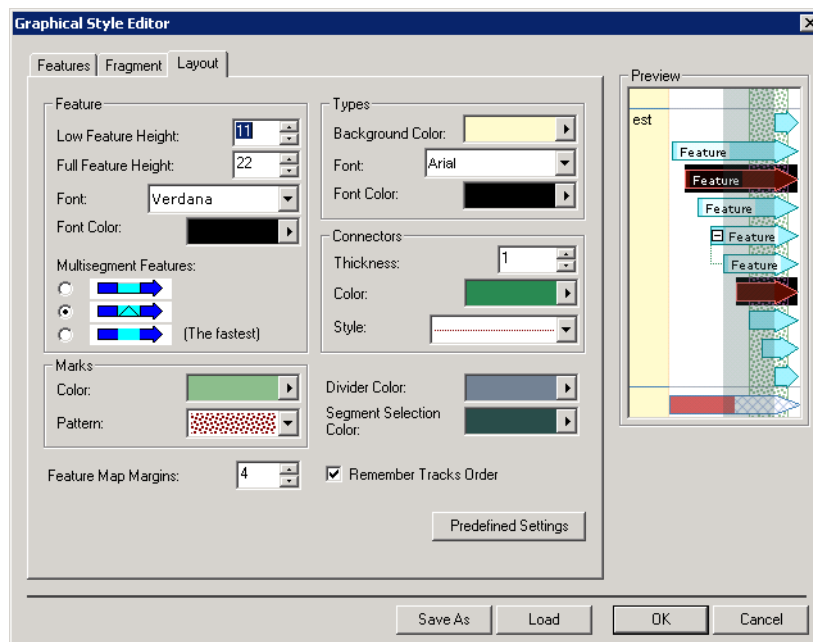 Graphical Style Editor
Features Fragment Layout
Feature
Low Feature Height: 11
Full Feature Height: 22
Font: Verdana
Font Color:
Multisegment Features:
(The fastest)
Types
Background Color:
Font: Arial
Font Color:
Connectors
Thickness: 1
Color:
Style:
Marks
Color:
Pattern:
Divider Color:
Segment Selection
Color:
Feature Map Margins: 4
Remember Tracks Order
Predefined Settings
Preview
est
Feature
Feature
Feature
Feature
Feature
Save As Load OK Cancel